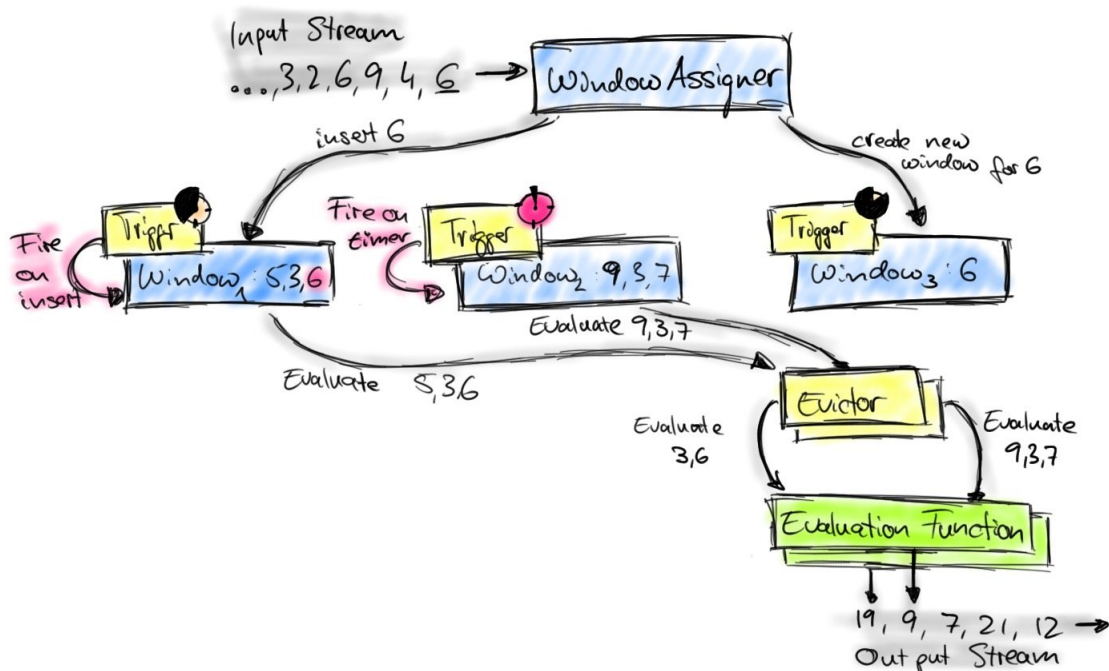 Input Stream
...,3,2,6,9,4,6
Window Assigner
insert 6
create new
window for 6
Trigger
Fire
on
insert
Window1: 5,3,6
Fire on
timer
Trigger
Window2: 9,3,7
Trigger
Window3: 6
Evaluate 9,3,7
Evaluate 5,3,6
Evictor
Evaluate
3,6
Evaluate
9,3,7
Evaluation Function
19, 9, 7, 21, 12
Output Stream